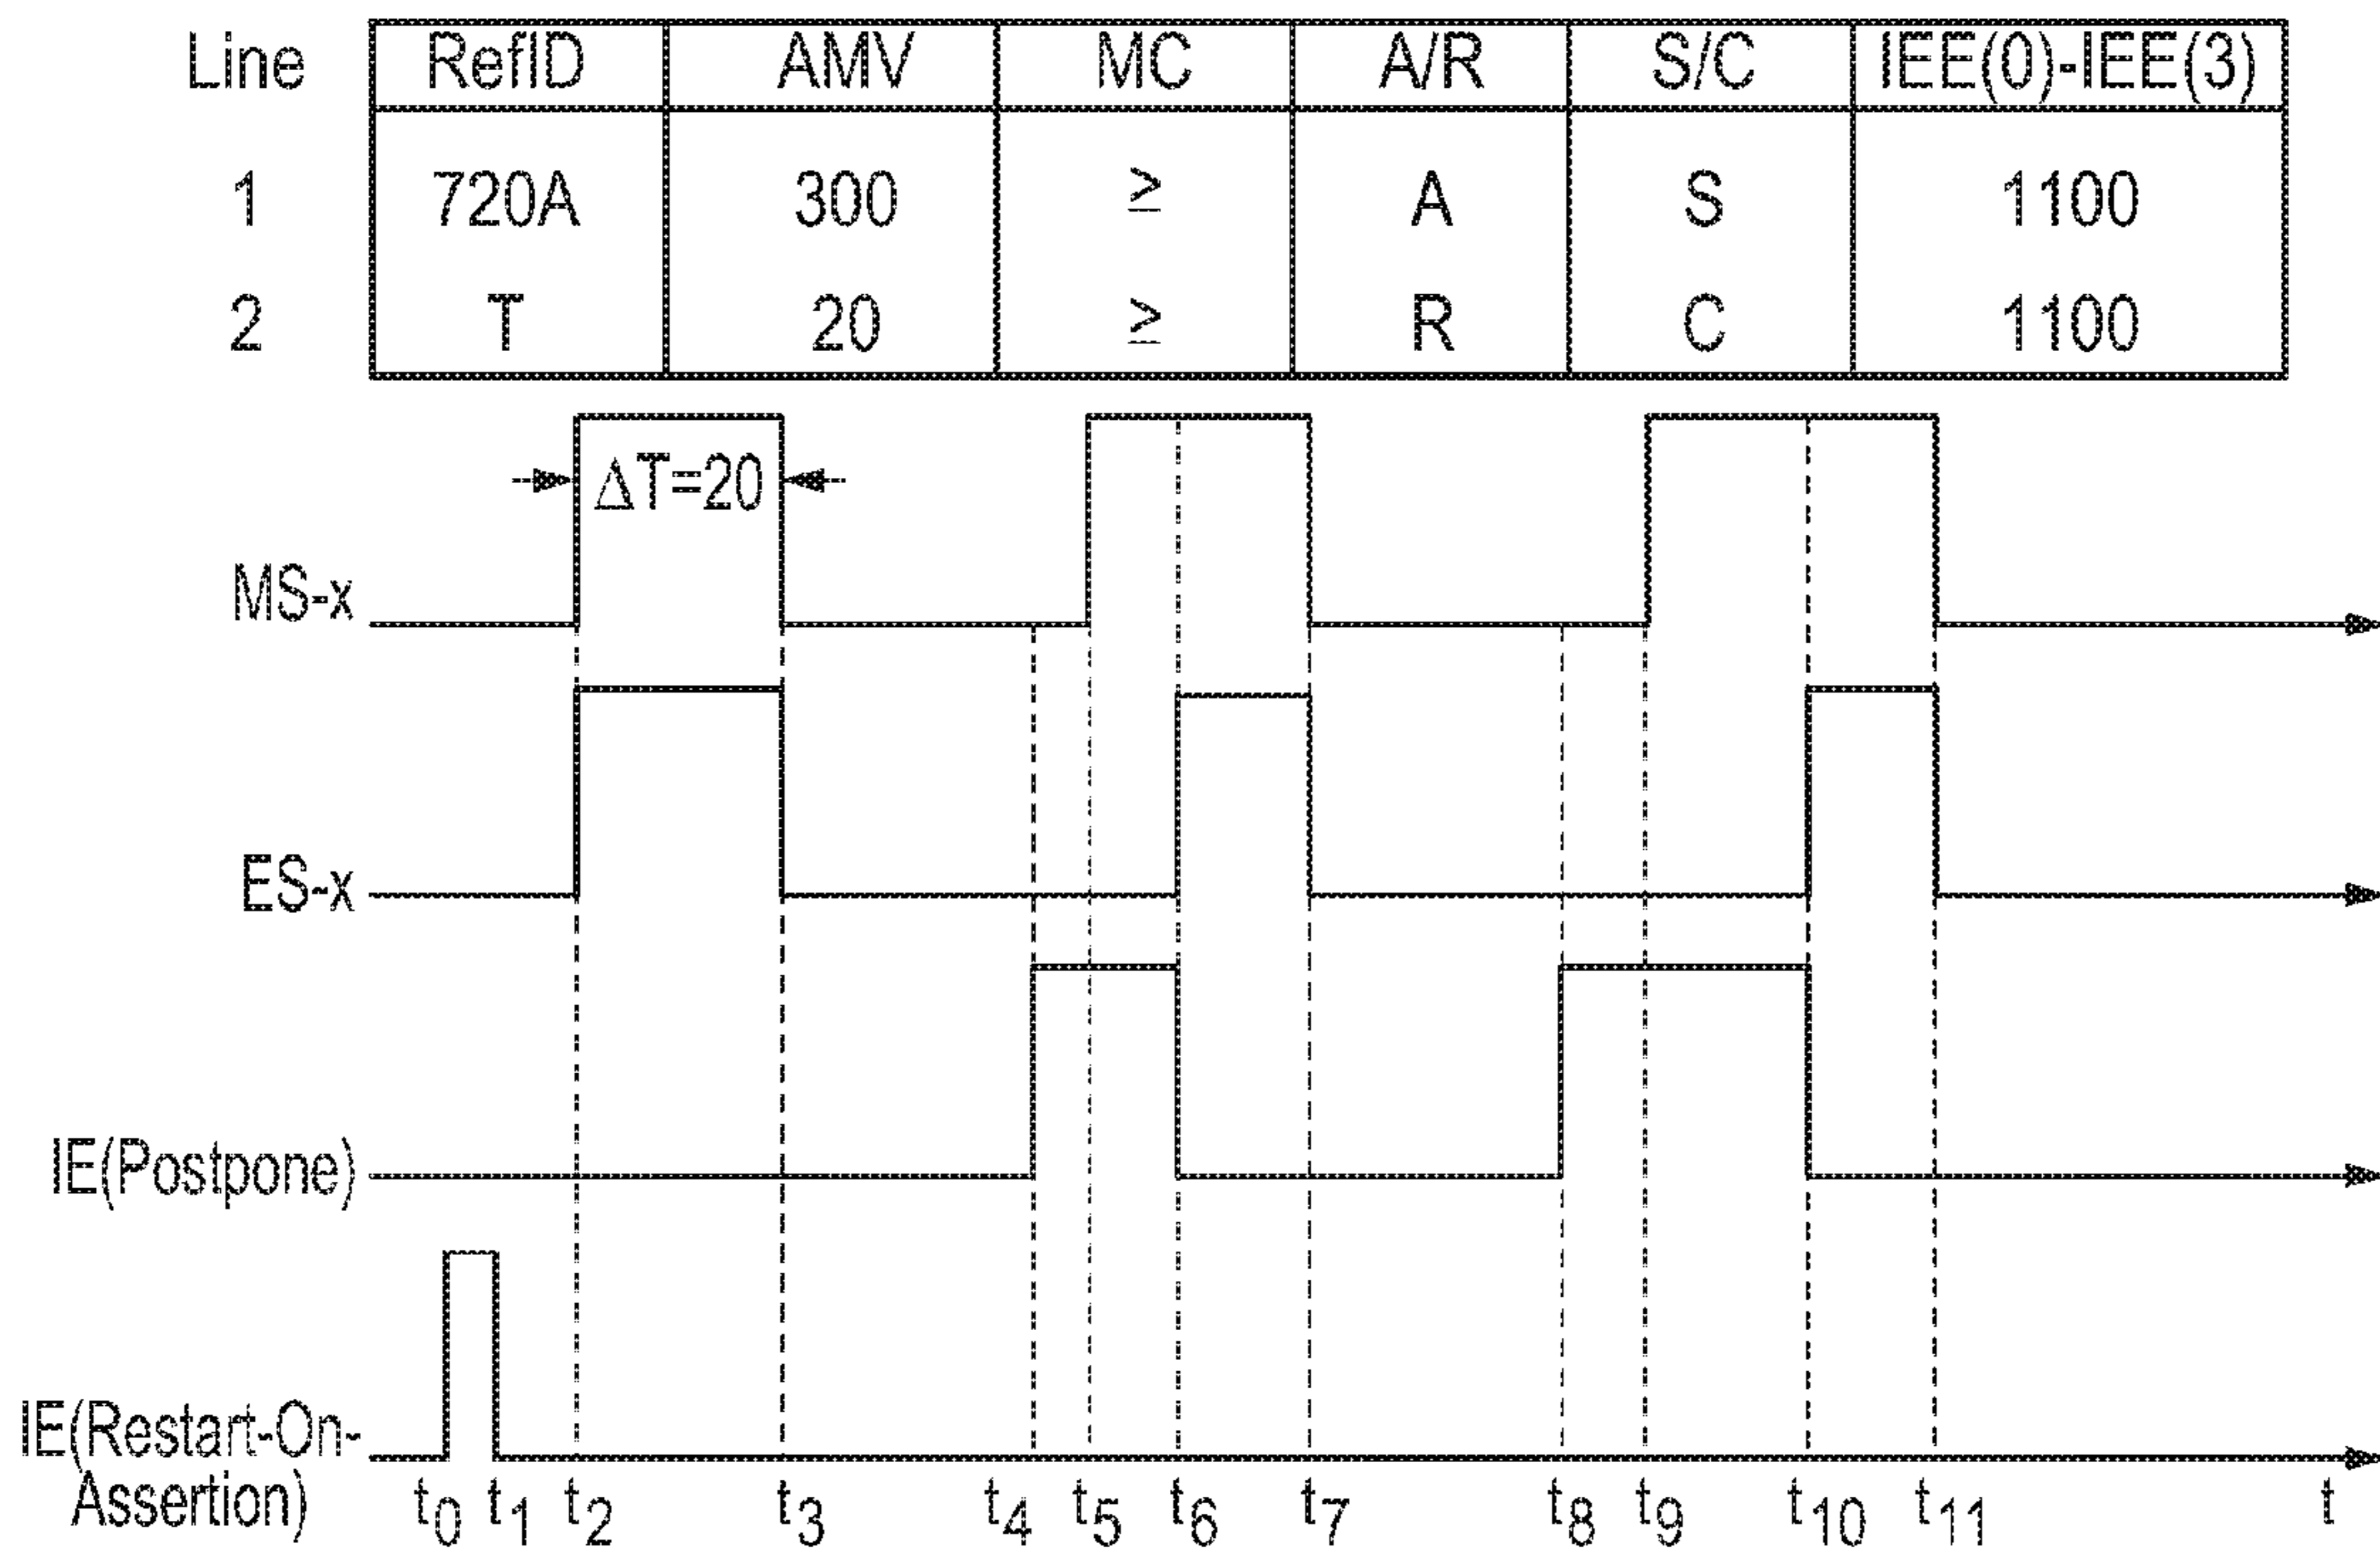 Line RefID AMV MC A/R S/C IEE(0)-IEE(3)
1 720A 300 ≥ A S 1100
2 T 20 ≥ R C 1100
ΔT=20
MS-x
ES-x
IE(Postpone)
IE(Restart-On-
Assertion)
t0 t1 t2 t3 t4 t5 t6 t7 t8 t9 t10 t11 t